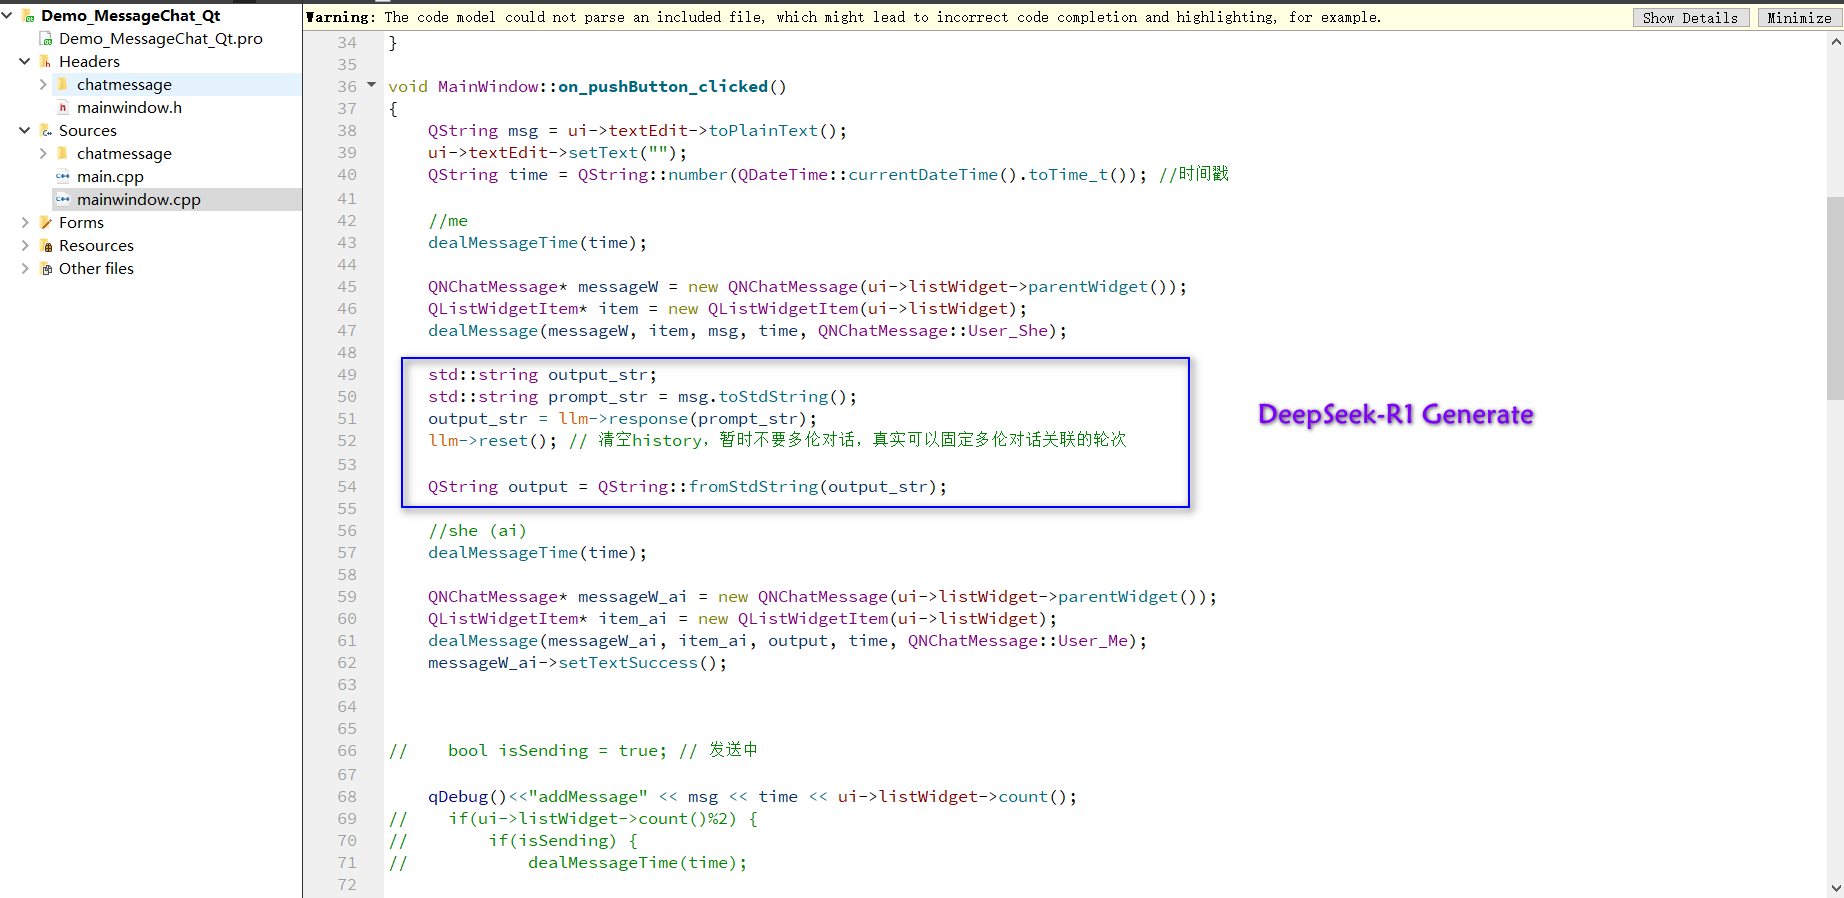 Demo_MessageChat_Qt
Demo_MessageChat_Qt.pro
Headers
chatmessage
mainwindow.h
Sources
chatmessage
main.cpp
mainwindow.cpp
Forms
Resources
Other files
Warning: The code model could not parse an included file, which might lead to incorrect code completion and highlighting, for example.
Show Details
Minimize
34 }
35
36 void MainWindow::on_pushButton_clicked()
37 {
38 QString msg = ui->textEdit->toPlainText();
39 ui->textEdit->setText("");
40 QString time = QString::number(QDateTime::currentDateTime().toTime_t()); //时间戳
41
42 //me
43 dealMessageTime(time);
44
45 QNChatMessage* messageW = new QNChatMessage(ui->listWidget->parentWidget());
46 QListWidgetItem* item = new QListWidgetItem(ui->listWidget);
47 dealMessage(messageW, item, msg, time, QNChatMessage::User_She);
48
49 std::string output_str;
50 std::string prompt_str = msg.toStdString();
51 output_str = llm->response(prompt_str);
52 llm->reset(); // 清空history，暂时不要多伦对话，真实可以固定多伦对话关联的轮次
53
54 QString output = QString::fromStdString(output_str);
DeepSeek-R1 Generate
55
56 //she (ai)
57 dealMessageTime(time);
58
59 QNChatMessage* messageW_ai = new QNChatMessage(ui->listWidget->parentWidget());
60 QListWidgetItem* item_ai = new QListWidgetItem(ui->listWidget);
61 dealMessage(messageW_ai, item_ai, output, time, QNChatMessage::User_Me);
62 messageW_ai->setTextSuccess();
63
64
65
66 // bool isSending = true; // 发送中
67
68 qDebug()<<"addMessage" << msg << time << ui->listWidget->count();
69 // if(ui->listWidget->count()%2) {
70 // if(isSending) {
71 // dealMessageTime(time);
72